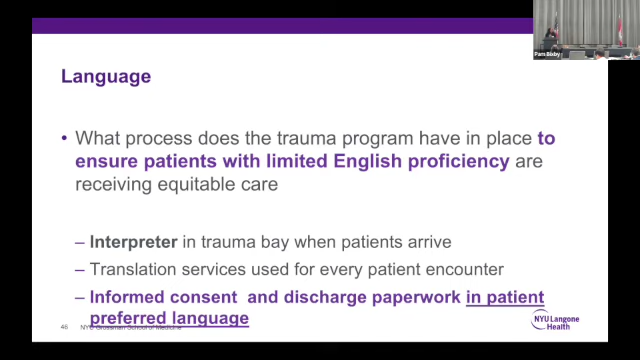 Pam Bixby
Language
• What process does the trauma program have in place to
ensure patients with limited English proficiency are
receiving equitable care
– Interpreter in trauma bay when patients arrive
– Translation services used for every patient encounter
– Informed consent and discharge paperwork in patient
preferred language
46 NYU Grossman School of Medicine
NYU Langone
Health